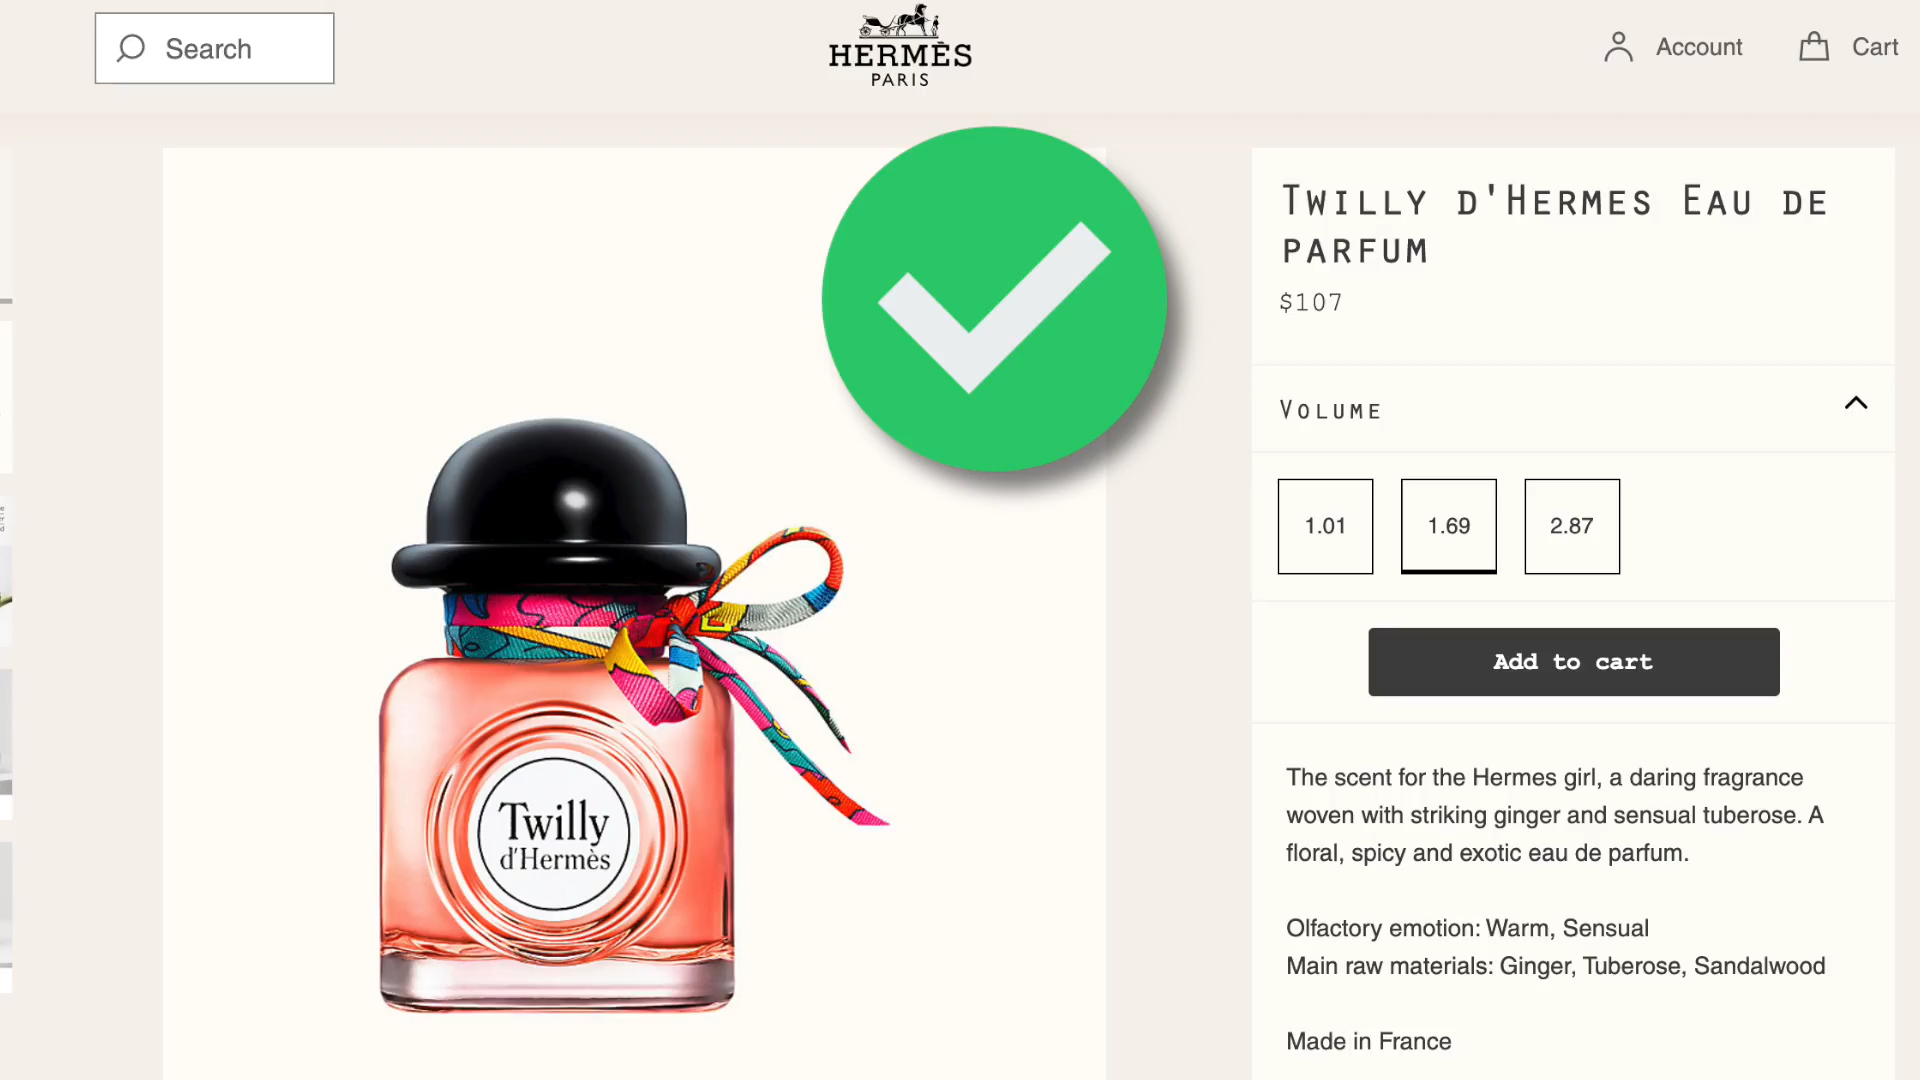 Search
HERMÈS
PARIS
Account
Cart
Twilly d'Hermes Eau de
parfum
$107
Volume
1.01
1.69
2.87
Add to cart
Twilly
d'Hermès
The scent for the Hermes girl, a daring fragrance
woven with striking ginger and sensual tuberose. A
floral, spicy and exotic eau de parfum.
Olfactory emotion: Warm, Sensual
Main raw materials: Ginger, Tuberose, Sandalwood
Made in France